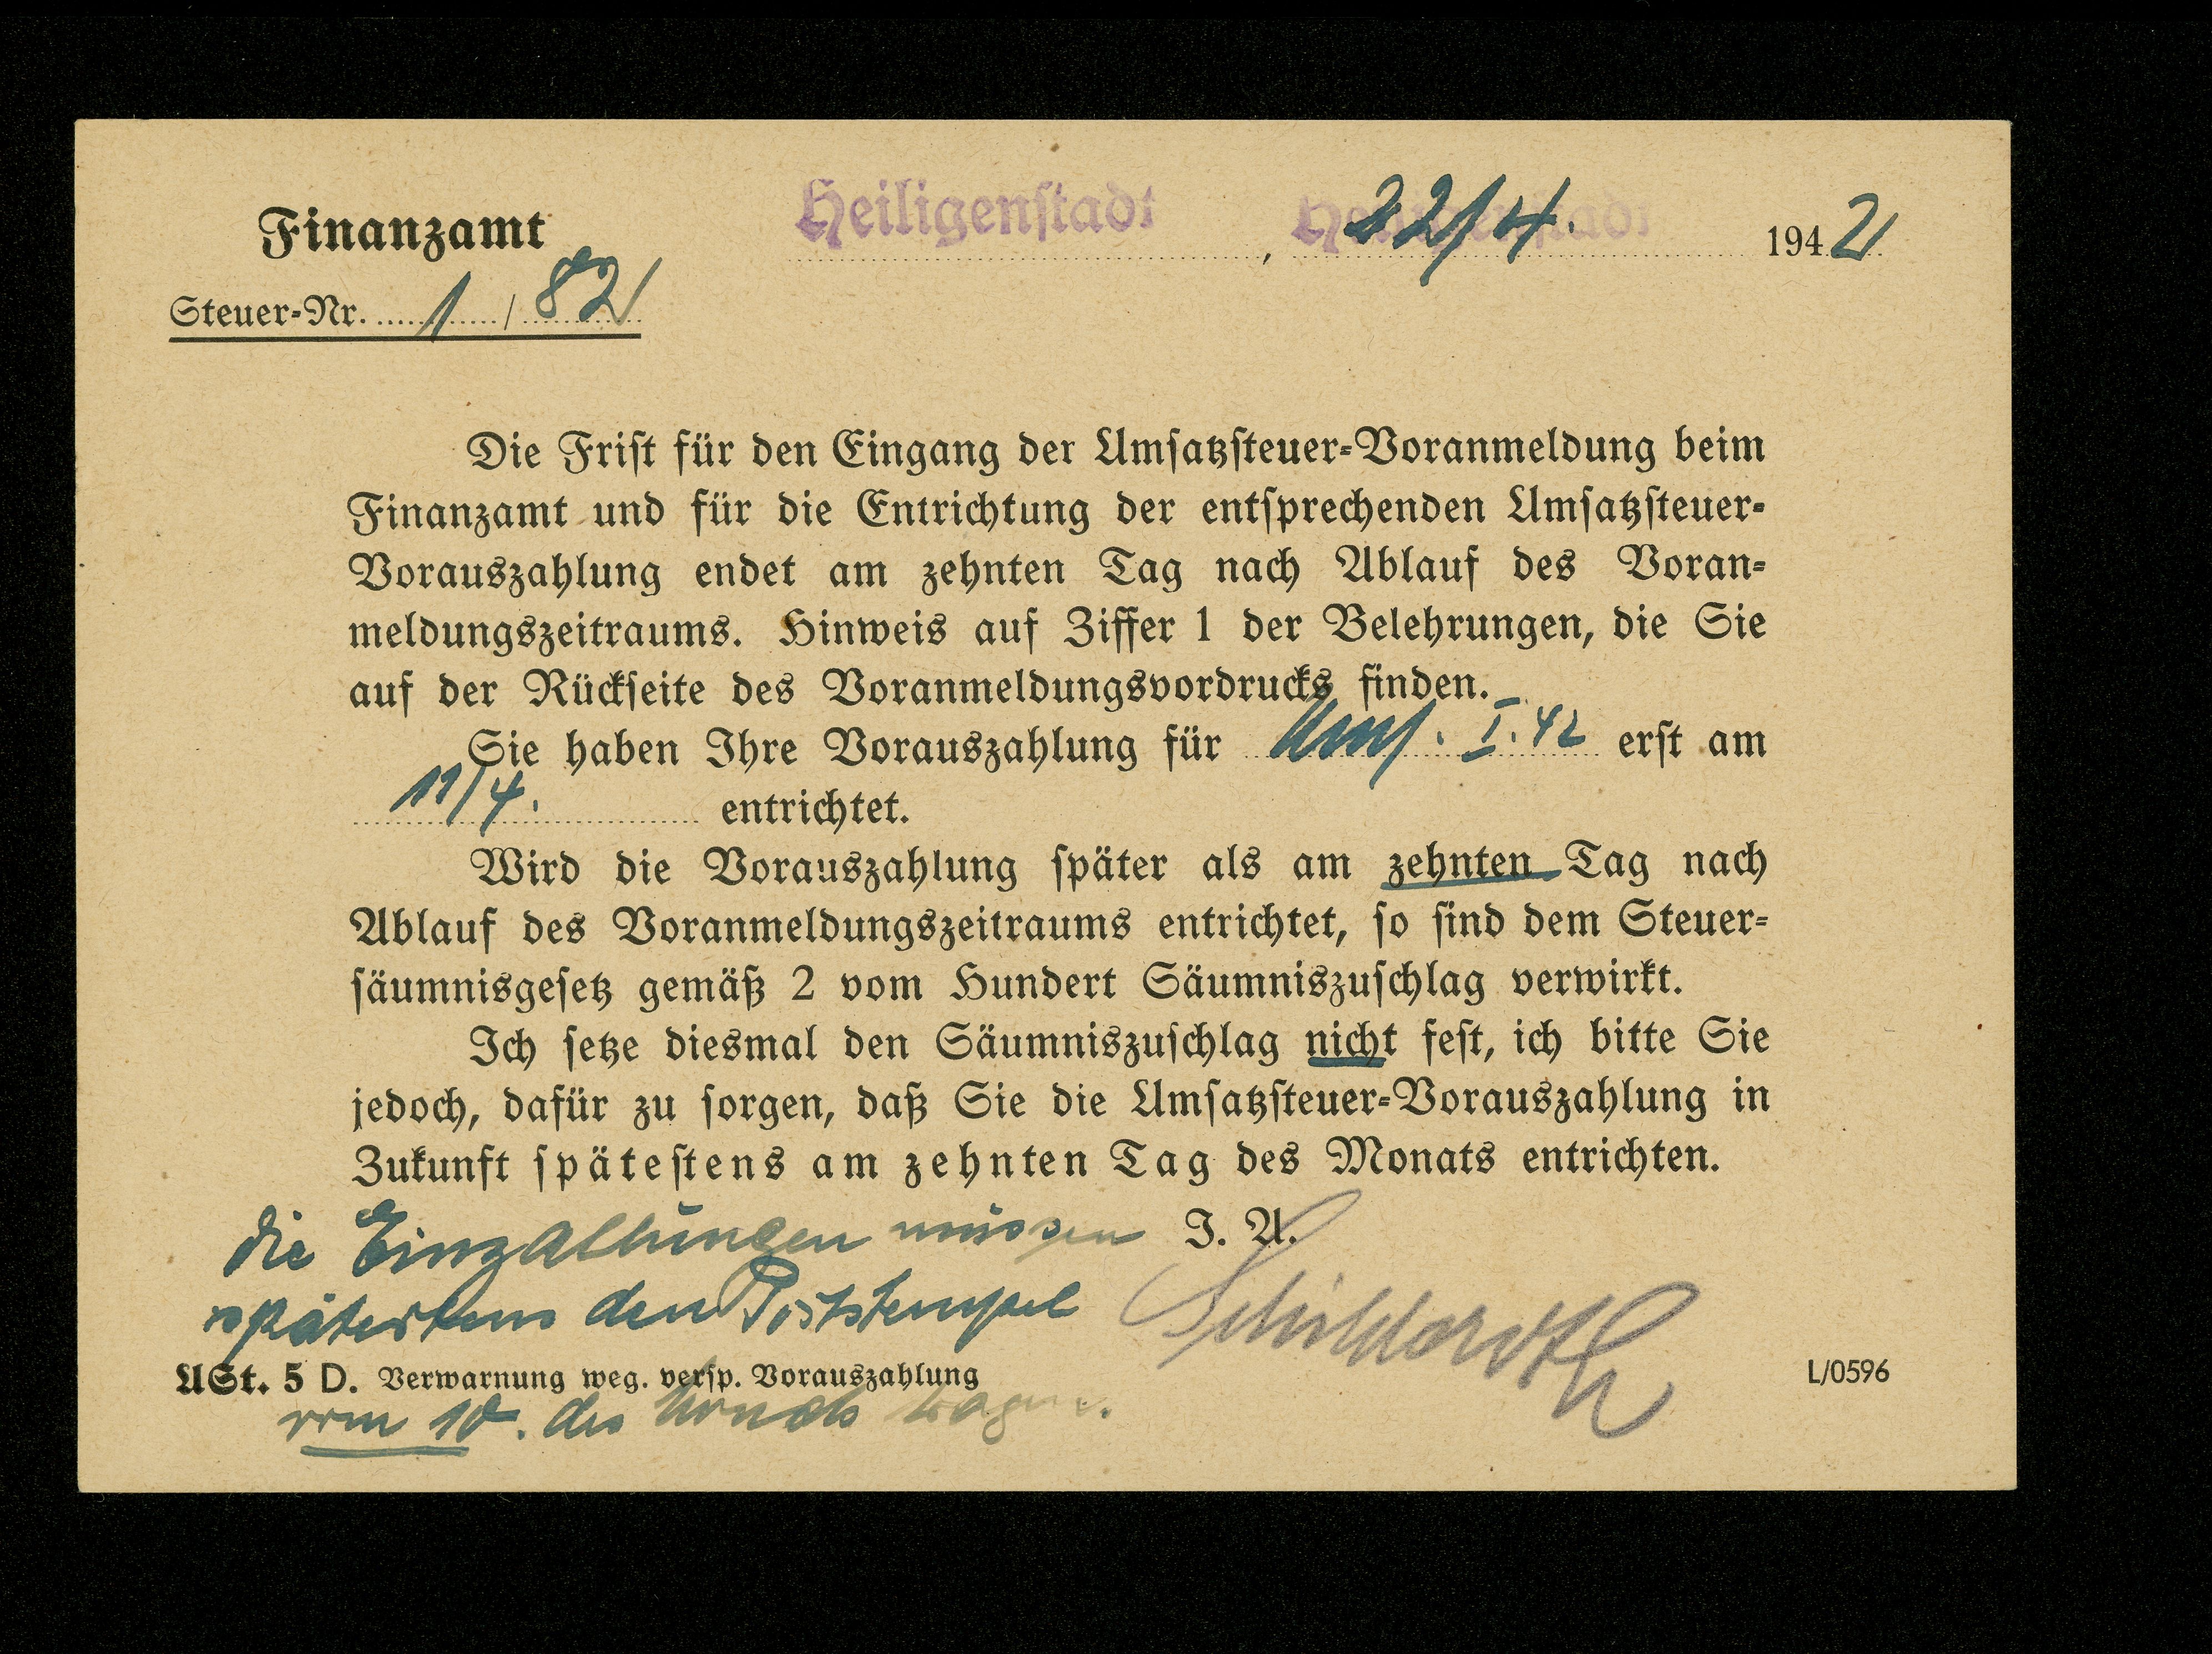 Finanzamt Heiligenstadt, Heiligenstadt 22/4. 1942
Steuer-Nr. 1 / 82
Die Frist für den Eingang der Umsatzsteuer-Voranmeldung beim
Finanzamt und für die Entrichtung der entsprechenden Umsatzsteuer-
Vorauszahlung endet am zehnten Tag nach Ablauf des Voran-
meldungszeitraums. Hinweis auf Ziffer 1 der Belehrungen, die Sie
auf der Rückseite des Voranmeldungsvordrucks finden.
Sie haben Ihre Vorauszahlung für Ums. I. 42 erst am
11/4. entrichtet.
Wird die Vorauszahlung später als am zehnten Tag nach
Ablauf des Voranmeldungszeitraums entrichtet, so sind dem Steuer-
säumnisgesetz gemäß 2 vom Hundert Säumniszuschlag verwirkt.
Ich setze diesmal den Säumniszuschlag nicht fest, ich bitte Sie
jedoch, dafür zu sorgen, daß Sie die Umsatzsteuer-Vorauszahlung in
Zukunft spätestens am zehnten Tag des Monats entrichten.
die Einzahlungen müssen I. A.
spätestens den Poststempel
USt. 5 D. Verwarnung weg. versp. Vorauszahlung L/0596
vom 10. des Monats tragen.